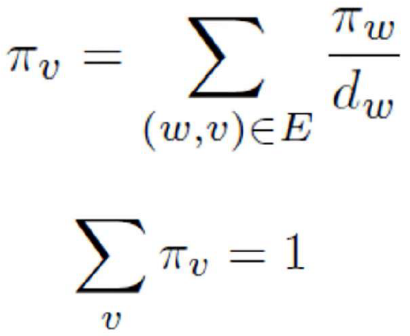 π_v = ∑_{(w,v)∈E} π_w / d_w
∑_v π_v = 1